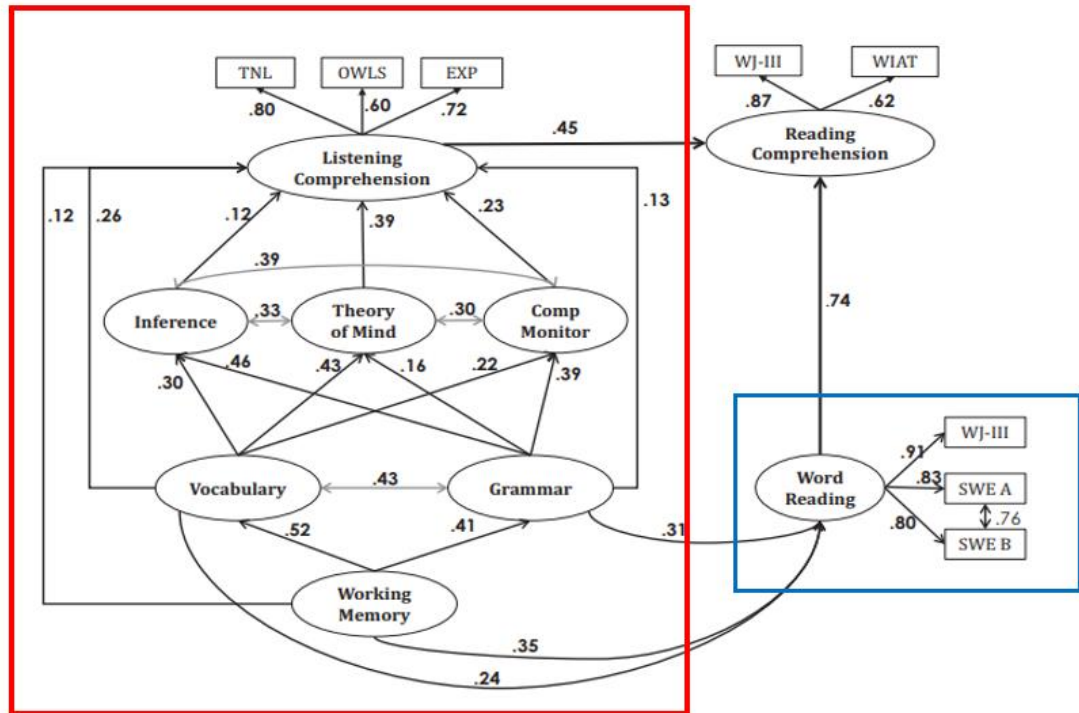 WJ-III
WIAT
TNL
OWLS
EXP
.87
.62
.80
.60
.72
.45
Reading
Comprehension
Listening
Comprehension
.12
.26
.12
.39
.23
.13
.39
.74
Inference
.33
Theory
of Mind
.30
Comp
Monitor
.30
.46
.43
.16
.22
.39
WJ-III
.91
Word
Reading
.83
SWE A
.76
.80
SWE B
Vocabulary
.43
Grammar
.52
.41
.31
Working
Memory
.35
.24